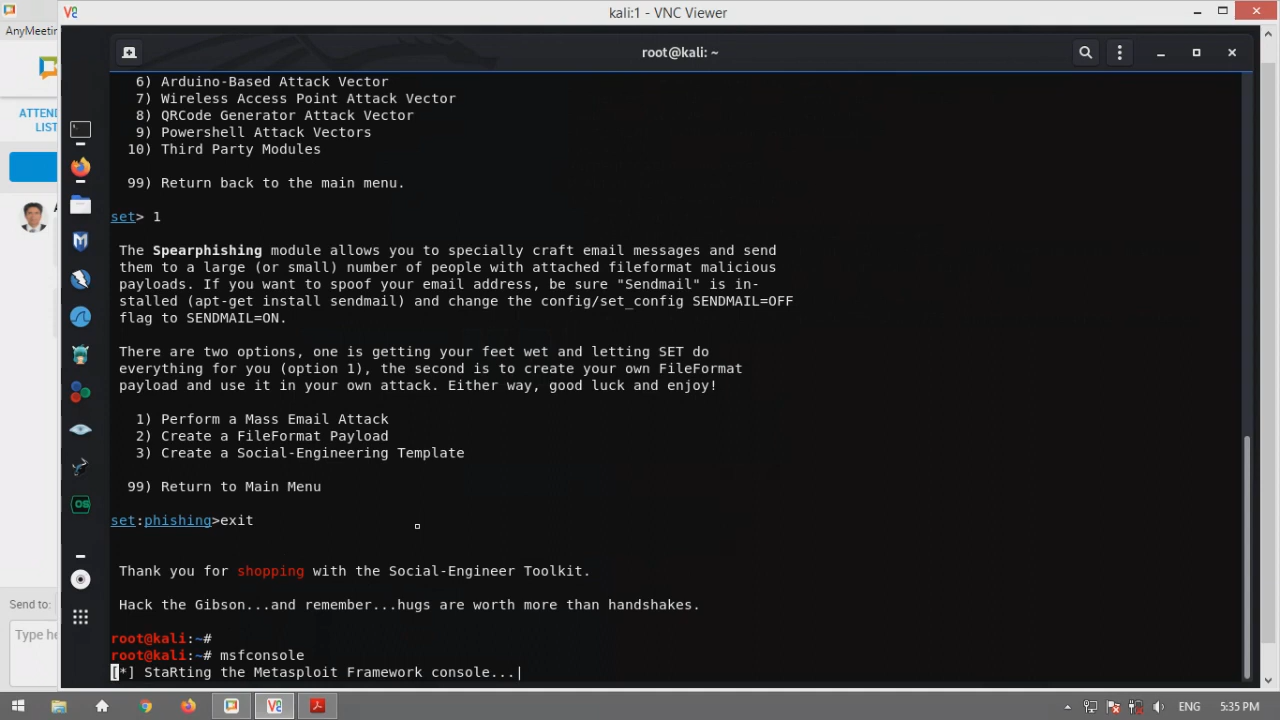 kali:1 - VNC Viewer
AnyMeeting
root@kali: ~
ATTEND
LIST
6) Arduino-Based Attack Vector
7) Wireless Access Point Attack Vector
8) QRCode Generator Attack Vector
9) Powershell Attack Vectors
10) Third Party Modules
99) Return back to the main menu.
set> 1
The Spearphishing module allows you to specially craft email messages and send
them to a large (or small) number of people with attached fileformat malicious
payloads. If you want to spoof your email address, be sure "Sendmail" is in-
stalled (apt-get install sendmail) and change the config/set_config SENDMAIL=OFF
flag to SENDMAIL=ON.
There are two options, one is getting your feet wet and letting SET do
everything for you (option 1), the second is to create your own FileFormat
payload and use it in your own attack. Either way, good luck and enjoy!
1) Perform a Mass Email Attack
2) Create a FileFormat Payload
3) Create a Social-Engineering Template
99) Return to Main Menu
set:phishing>exit
Thank you for shopping with the Social-Engineer Toolkit.
Hack the Gibson...and remember...hugs are worth more than handshakes.
root@kali:~#
root@kali:~# msfconsole
[*] StaRting the Metasploit Framework console...|
Send to:
Type he
OS
ENG
5:35 PM